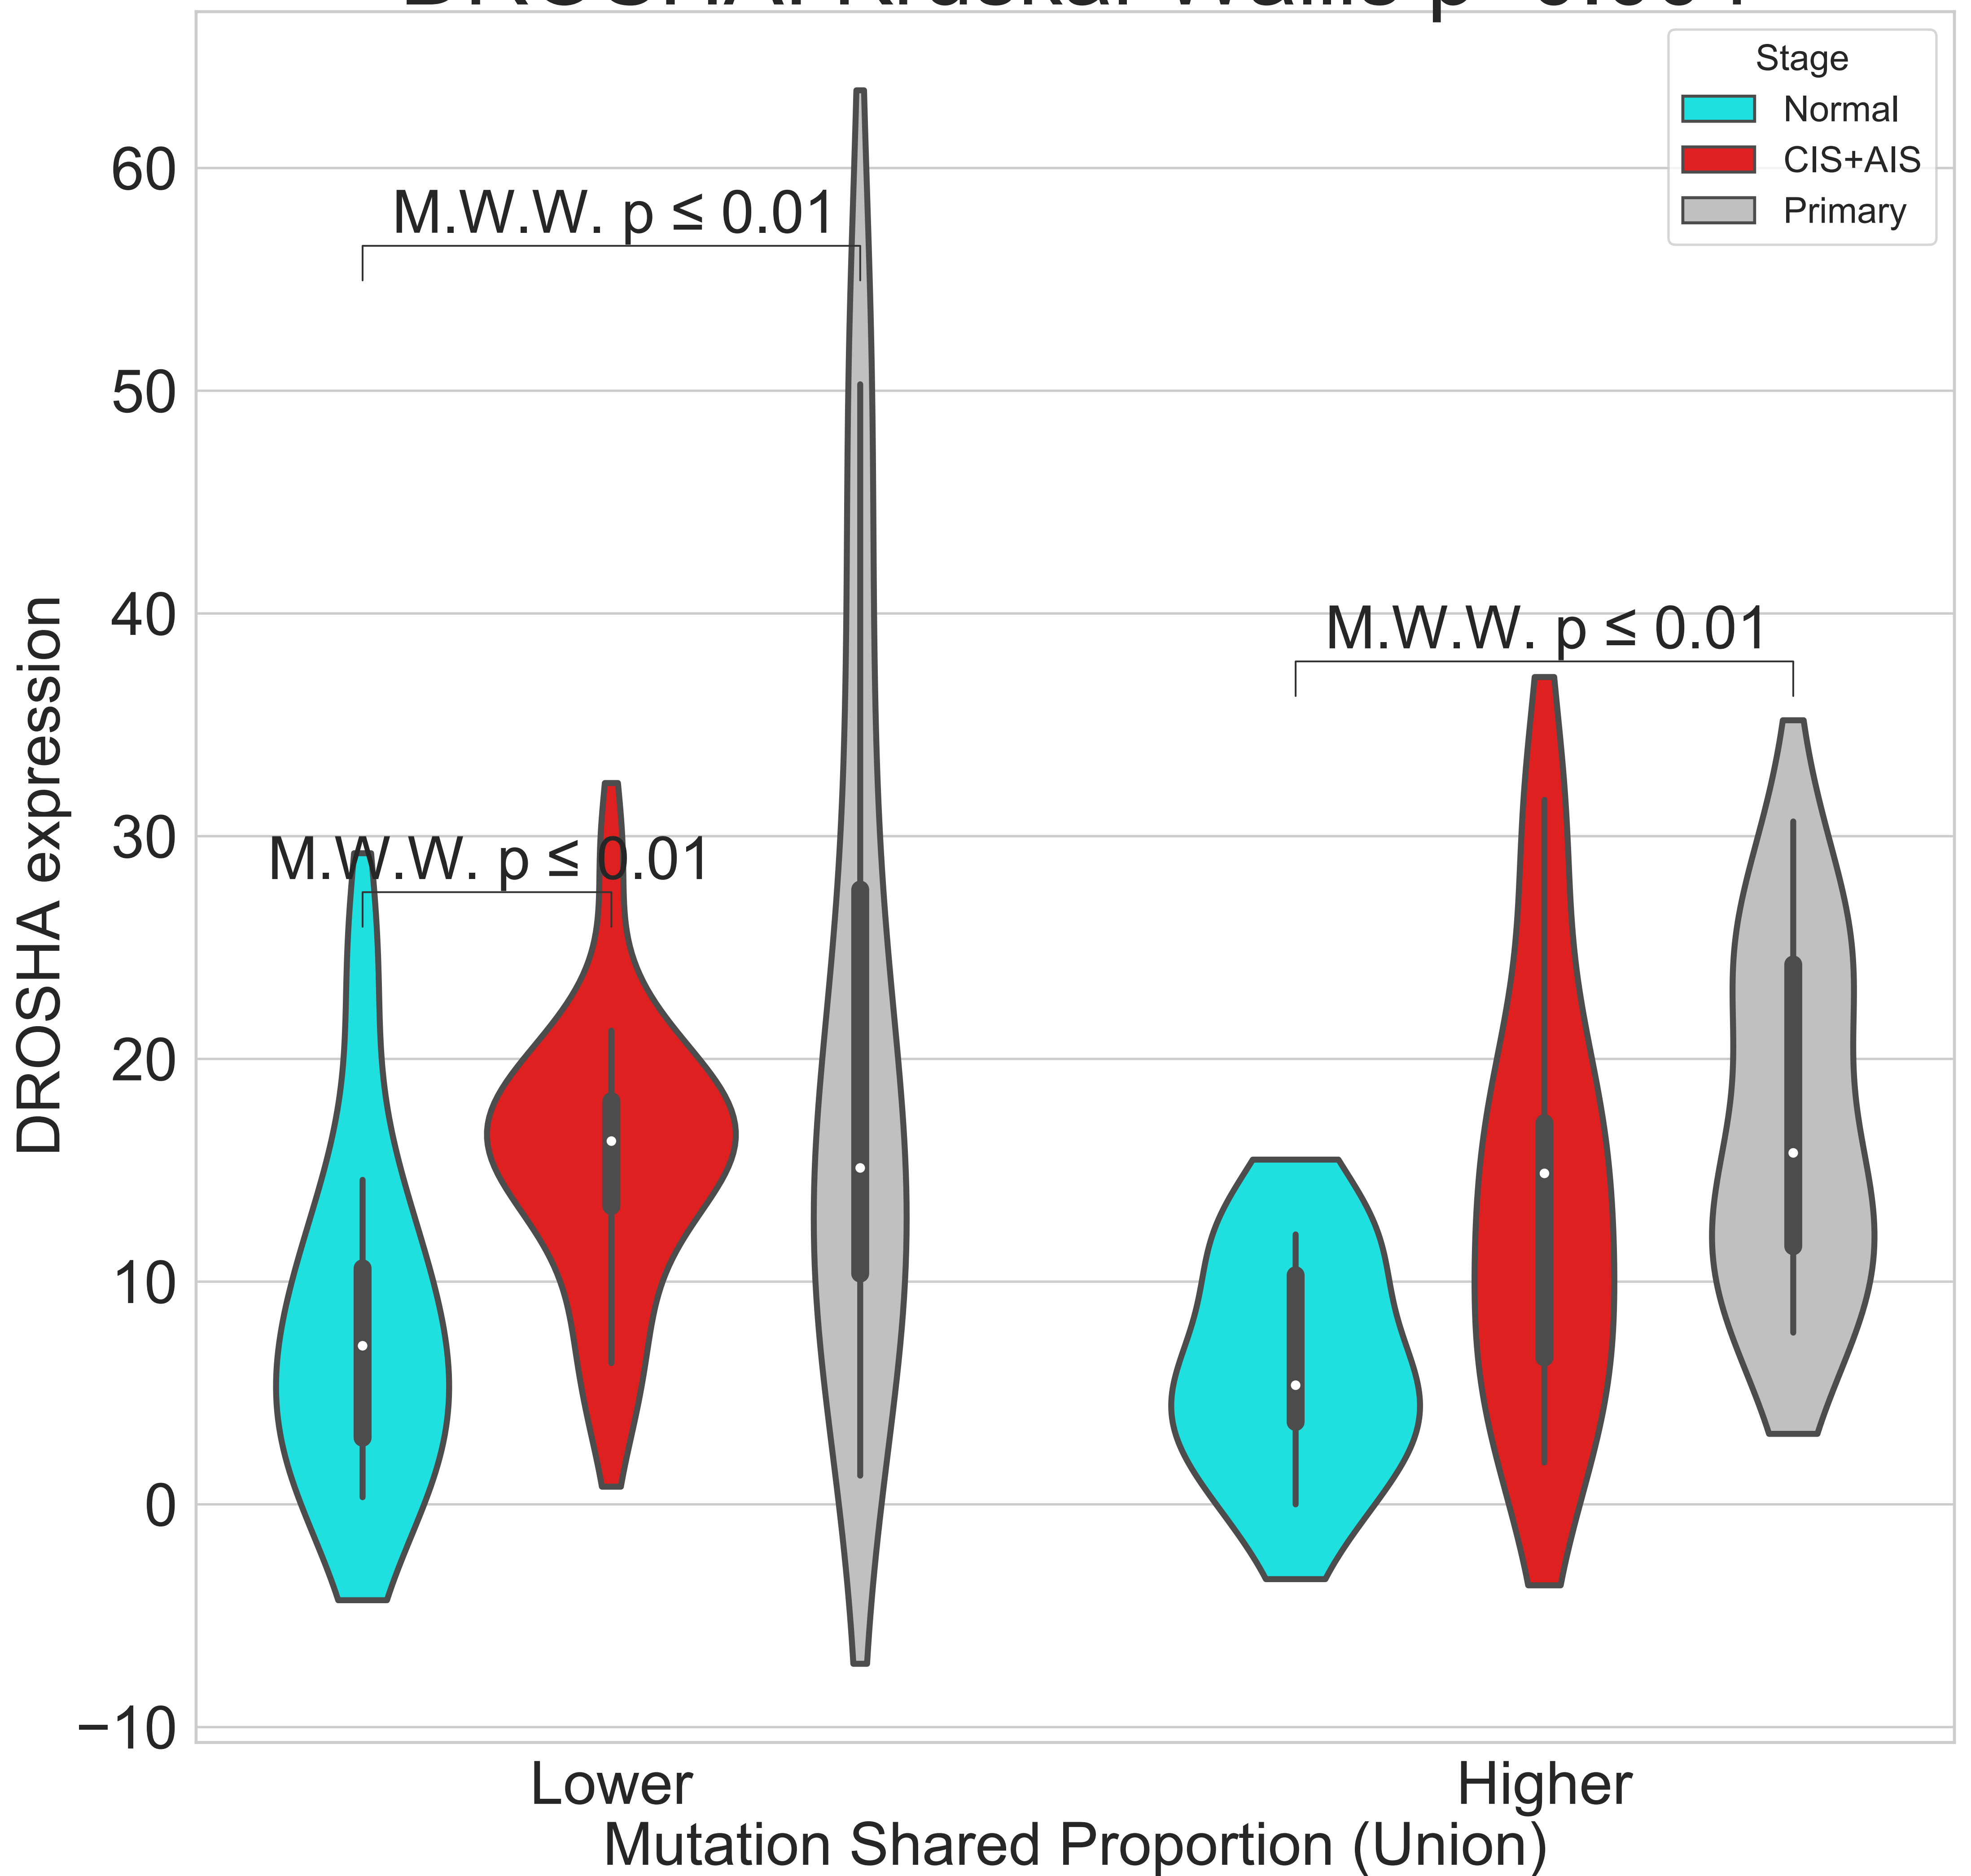 Stage
Normal
CIS+AIS
Primary
60
50
40
30
20
10
0
−10
M.W.W. p ≤ 0.01
M.W.W. p ≤ 0.01
M.W.W. p ≤ 0.01
DROSHA expression
Lower
Higher
Mutation Shared Proportion (Union)